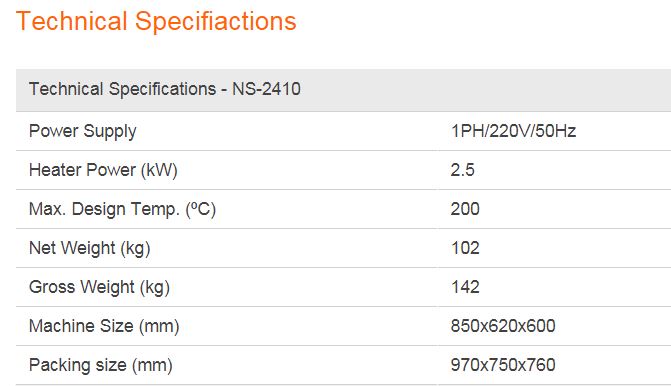 Technical Specifiactions
Technical Specifications - NS-2410
Power Supply 1PH/220V/50Hz
Heater Power (kW) 2.5
Max. Design Temp. (ºC) 200
Net Weight (kg) 102
Gross Weight (kg) 142
Machine Size (mm) 850x620x600
Packing size (mm) 970x750x760